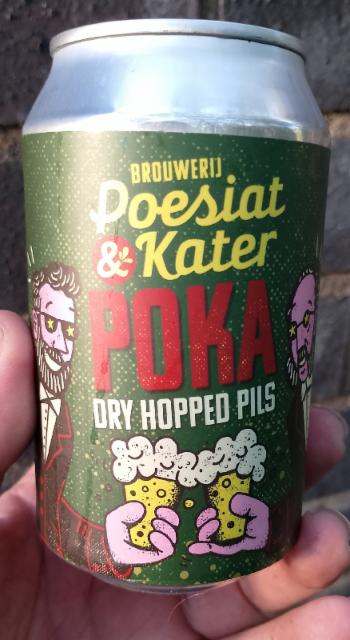 BROUWERIJ
Poesiat
& Kater
POKA
DRY HOPPED PILS